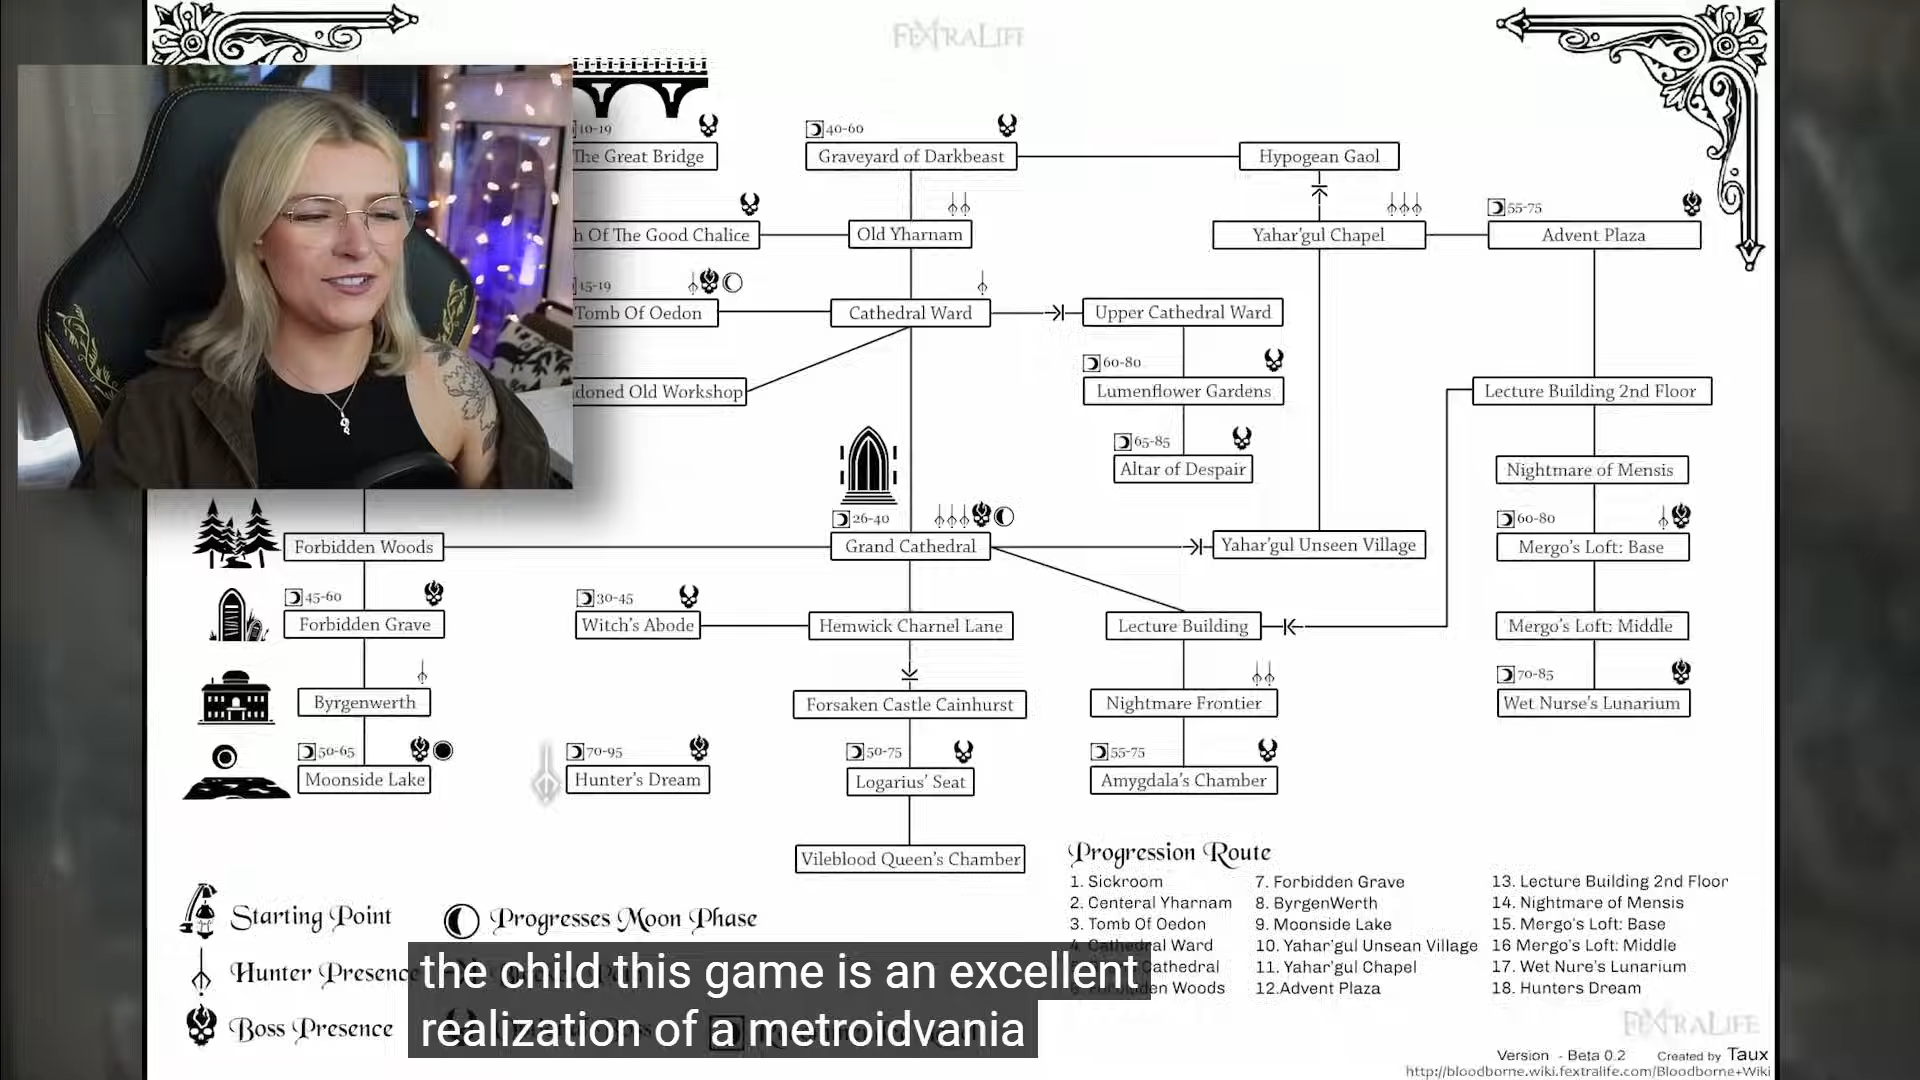 FEXTRALIFE
10-19
40-60
The Great Bridge
Graveyard of Darkbeast
Hypogean Gaol
55-75
h Of The Good Chalice
Old Yharnam
Yahar'gul Chapel
Advent Plaza
15-19
Tomb Of Oedon
Cathedral Ward
Upper Cathedral Ward
60-80
doned Old Workshop
Lumenflower Gardens
Lecture Building 2nd Floor
65-85
Altar of Despair
Nightmare of Mensis
26-40
60-80
Forbidden Woods
Grand Cathedral
Yahar'gul Unseen Village
Mergo's Loft: Base
45-60
30-45
Forbidden Grave
Witch's Abode
Hemwick Charnel Lane
Lecture Building
Mergo's Loft: Middle
70-85
Byrgenwerth
Forsaken Castle Cainhurst
Nightmare Frontier
Wet Nurse's Lunarium
50-65
70-95
50-75
55-75
Moonside Lake
Hunter's Dream
Logarius' Seat
Amygdala's Chamber
Vileblood Queen's Chamber
Progression Route
1. Sickroom
2. Centeral Yharnam
3. Tomb Of Oedon
4. Cathedral Ward
Cathedral
Woods
7. Forbidden Grave
8. ByrgenWerth
9. Moonside Lake
10. Yahar'gul Unsean Village
11. Yahar'gul Chapel
12.Advent Plaza
13. Lecture Building 2nd Floor
14. Nightmare of Mensis
15. Mergo's Loft: Base
16 Mergo's Loft: Middle
17. Wet Nure's Lunarium
18. Hunters Dream
Starting Point
Progresses Moon Phase
Hunter Presence
Boss Presence
the child this game is an excellent
realization of a metroidvania
FEXTRALIFE
Version - Beta 0.2 Created by Taux
http://bloodborne.wiki.fextralife.com/Bloodborne+Wiki